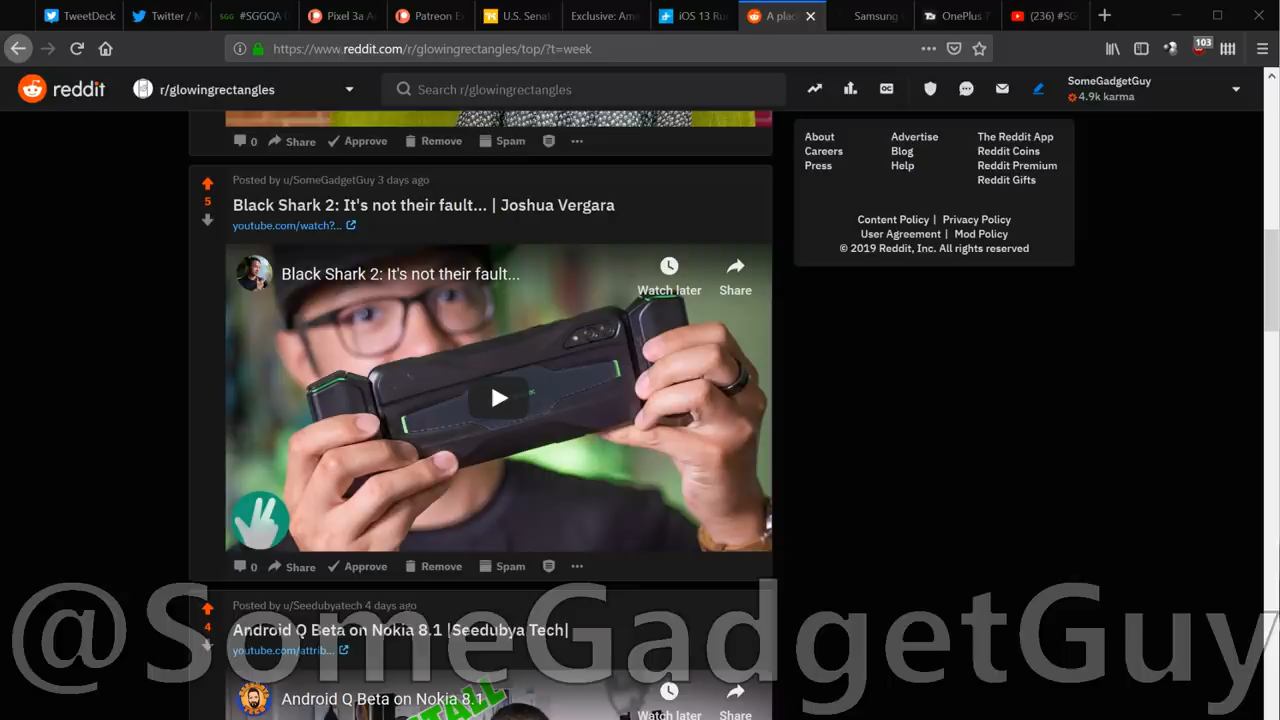 TweetDeck
Twitter / N
SGG
#SGGQA (
Pixel 3a A
Patreon E
U.S. Sena
Exclusive: Am
iOS 13 Ru
A plac
Samsung
OnePlus 7
(236) #SG
https://www.reddit.com/r/glowingrectangles/top/?t=week
103
reddit
r/glowingrectangles
Search r/glowingrectangles
SomeGadgetGuy
4.9k karma
0 Share Approve Remove Spam
About
Careers
Press
Advertise
Blog
Help
The Reddit App
Reddit Coins
Reddit Premium
Reddit Gifts
Content Policy | Privacy Policy
User Agreement | Mod Policy
© 2019 Reddit, Inc. All rights reserved
Posted by u/SomeGadgetGuy 3 days ago
5
Black Shark 2: It's not their fault... | Joshua Vergara
youtube.com/watch?...
Black Shark 2: It's not their fault...
Watch later
Share
0 Share Approve Remove Spam
@SomeGadgetGuy
Posted by u/Seedubyatech 4 days ago
4
Android Q Beta on Nokia 8.1 |Seedubya Tech|
youtube.com/attrib...
Android Q Beta on Nokia 8.1
Watch later
Share